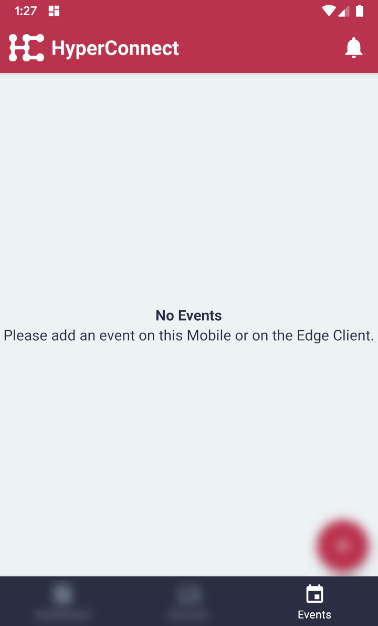 1:27
HyperConnect
No Events
Please add an event on this Mobile or on the Edge Client.
Events